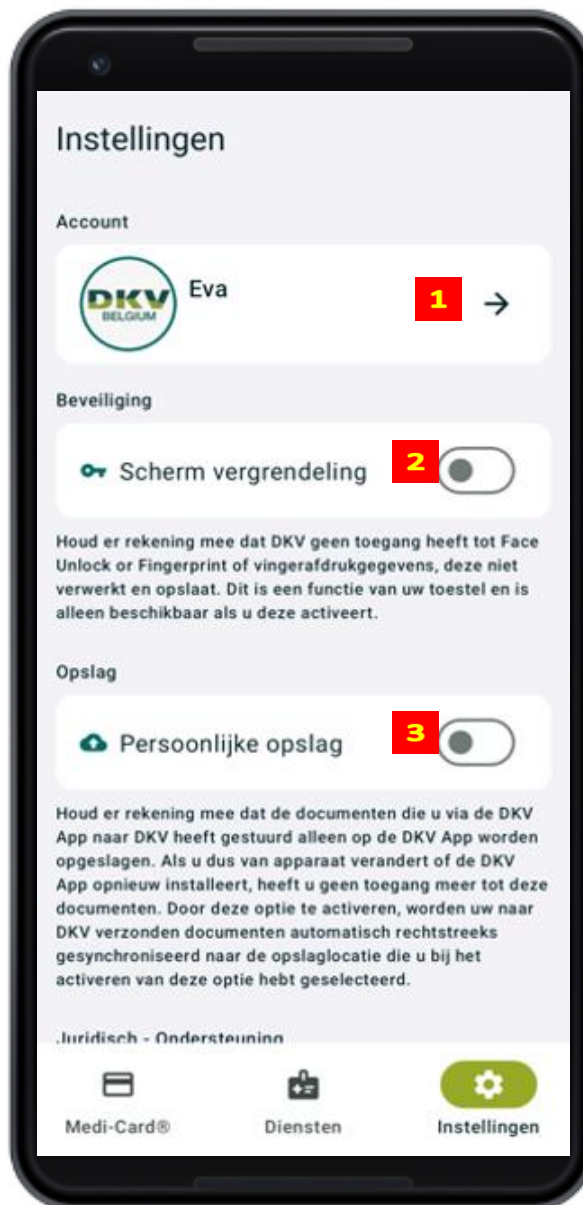 Instellingen
Account
DKV
BELGIUM
Eva
1
Beveiliging
Scherm vergrendeling
2
Houd er rekening mee dat DKV geen toegang heeft tot Face
Unlock or Fingerprint of vingerafdrukgegevens, deze niet
verwerkt en opslaat. Dit is een functie van uw toestel en is
alleen beschikbaar als u deze activeert.
Opslag
Persoonlijke opslag
3
Houd er rekening mee dat de documenten die u via de DKV
App naar DKV heeft gestuurd alleen op de DKV App worden
opgeslagen. Als u dus van apparaat verandert of de DKV
App opnieuw installeert, heeft u geen toegang meer tot deze
documenten. Door deze optie te activeren, worden uw naar
DKV verzonden documenten automatisch rechtstreeks
gesynchroniseerd naar de opslaglocatie die u bij het
activeren van deze optie hebt geselecteerd.
Juridisch - Ondersteuning
Medi-Card®
Diensten
Instellingen